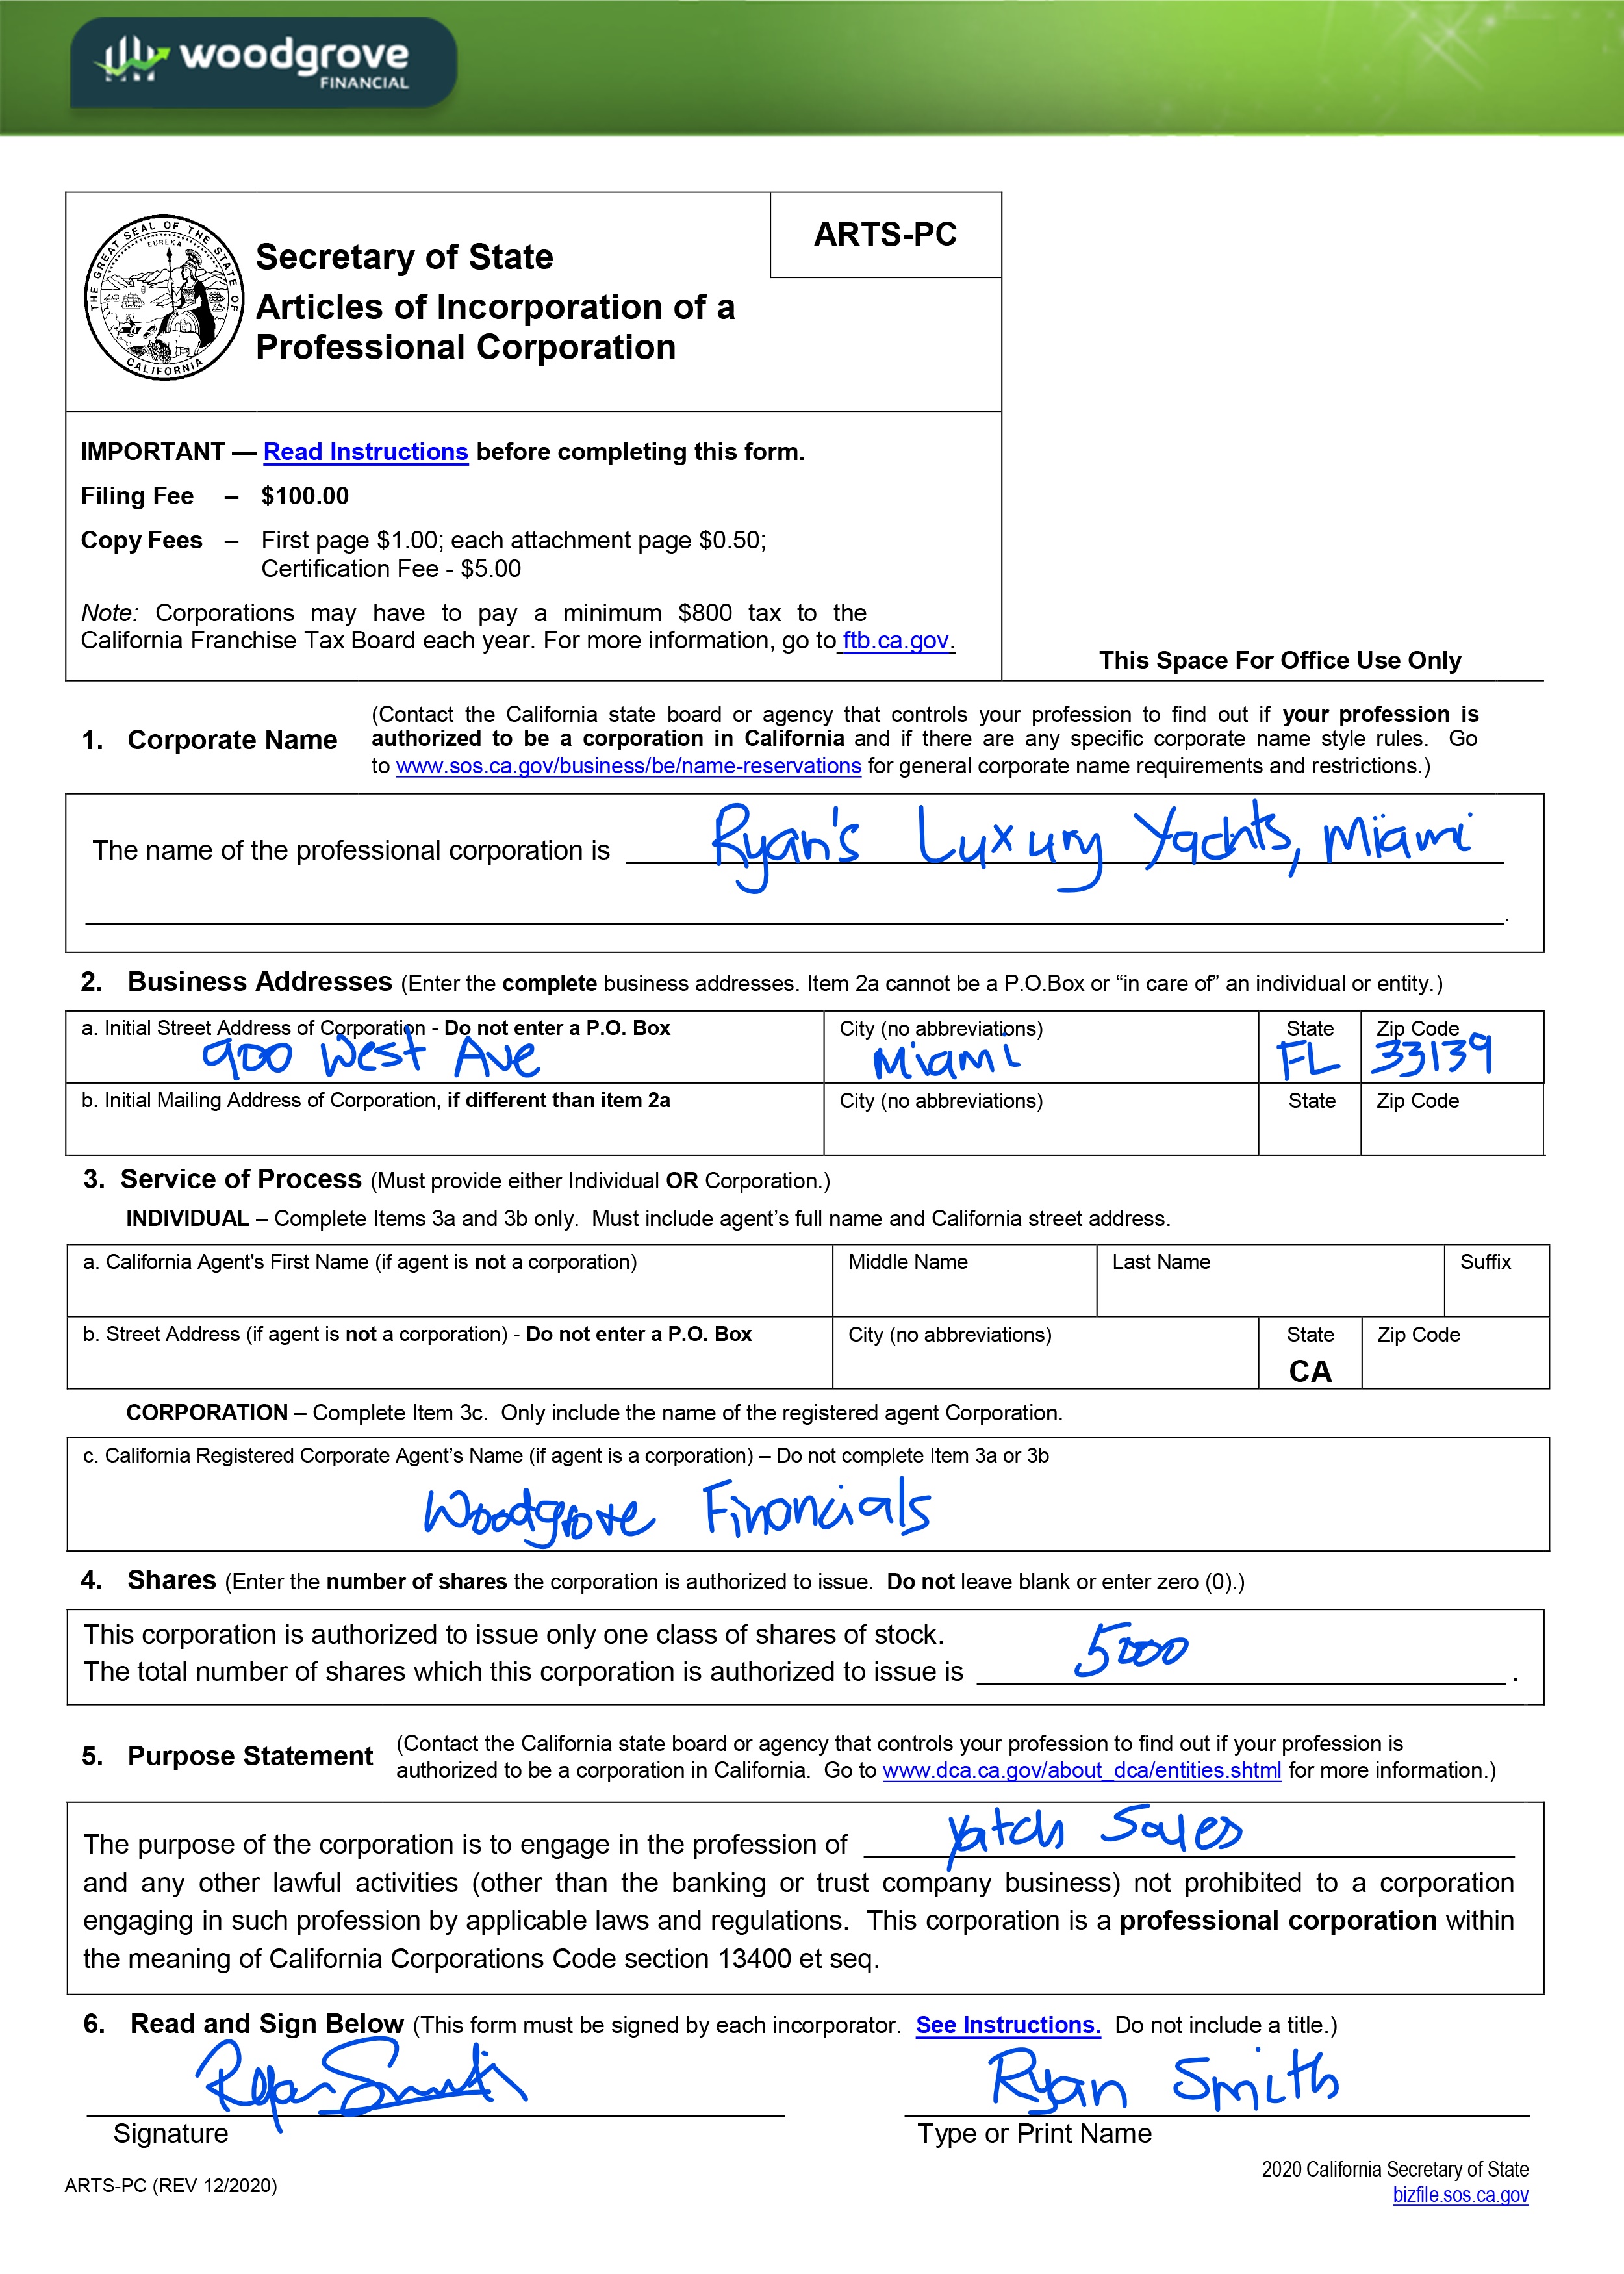 woodgrove
FINANCIAL
THE GREAT SEAL OF THE STATE OF CALIFORNIA
EUREKA
ARTS-PC
Secretary of State
Articles of Incorporation of a
Professional Corporation
IMPORTANT — Read Instructions before completing this form.
Filing Fee – $100.00
Copy Fees – First page $1.00; each attachment page $0.50;
Certification Fee - $5.00
Note: Corporations may have to pay a minimum $800 tax to the
California Franchise Tax Board each year. For more information, go to ftb.ca.gov.
This Space For Office Use Only
1. Corporate Name (Contact the California state board or agency that controls your profession to find out if your profession is
authorized to be a corporation in California and if there are any specific corporate name style rules. Go
to www.sos.ca.gov/business/be/name-reservations for general corporate name requirements and restrictions.)
The name of the professional corporation is Ryan's Luxury Yachts, Miami
.
2. Business Addresses (Enter the complete business addresses. Item 2a cannot be a P.O.Box or “in care of” an individual or entity.)
a. Initial Street Address of Corporation - Do not enter a P.O. Box City (no abbreviations) State Zip Code
900 West Ave Miami FL 33139
b. Initial Mailing Address of Corporation, if different than item 2a City (no abbreviations) State Zip Code
3. Service of Process (Must provide either Individual OR Corporation.)
INDIVIDUAL – Complete Items 3a and 3b only. Must include agent’s full name and California street address.
a. California Agent's First Name (if agent is not a corporation) Middle Name Last Name Suffix
b. Street Address (if agent is not a corporation) - Do not enter a P.O. Box City (no abbreviations) State Zip Code
CA
CORPORATION – Complete Item 3c. Only include the name of the registered agent Corporation.
c. California Registered Corporate Agent’s Name (if agent is a corporation) – Do not complete Item 3a or 3b
Woodgrove Financials
4. Shares (Enter the number of shares the corporation is authorized to issue. Do not leave blank or enter zero (0).)
This corporation is authorized to issue only one class of shares of stock.
The total number of shares which this corporation is authorized to issue is 5000 .
5. Purpose Statement (Contact the California state board or agency that controls your profession to find out if your profession is
authorized to be a corporation in California. Go to www.dca.ca.gov/about_dca/entities.shtml for more information.)
The purpose of the corporation is to engage in the profession of Yatch Sales
and any other lawful activities (other than the banking or trust company business) not prohibited to a corporation
engaging in such profession by applicable laws and regulations. This corporation is a professional corporation within
the meaning of California Corporations Code section 13400 et seq.
6. Read and Sign Below (This form must be signed by each incorporator. See Instructions. Do not include a title.)
Ryan Smith Ryan Smith
Signature Type or Print Name
ARTS-PC (REV 12/2020) 2020 California Secretary of State
bizfile.sos.ca.gov